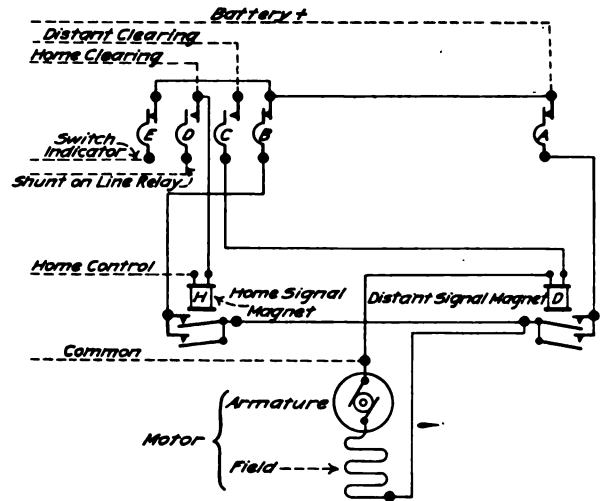 Battery +
Distant Clearing
Home Clearing
E
D
C
B
A
Switch
Indicator
Shunt on Line Relay
Home Control
H
Home Signal
Magnet
Distant Signal Magnet
D
Common
Armature
Motor
Field